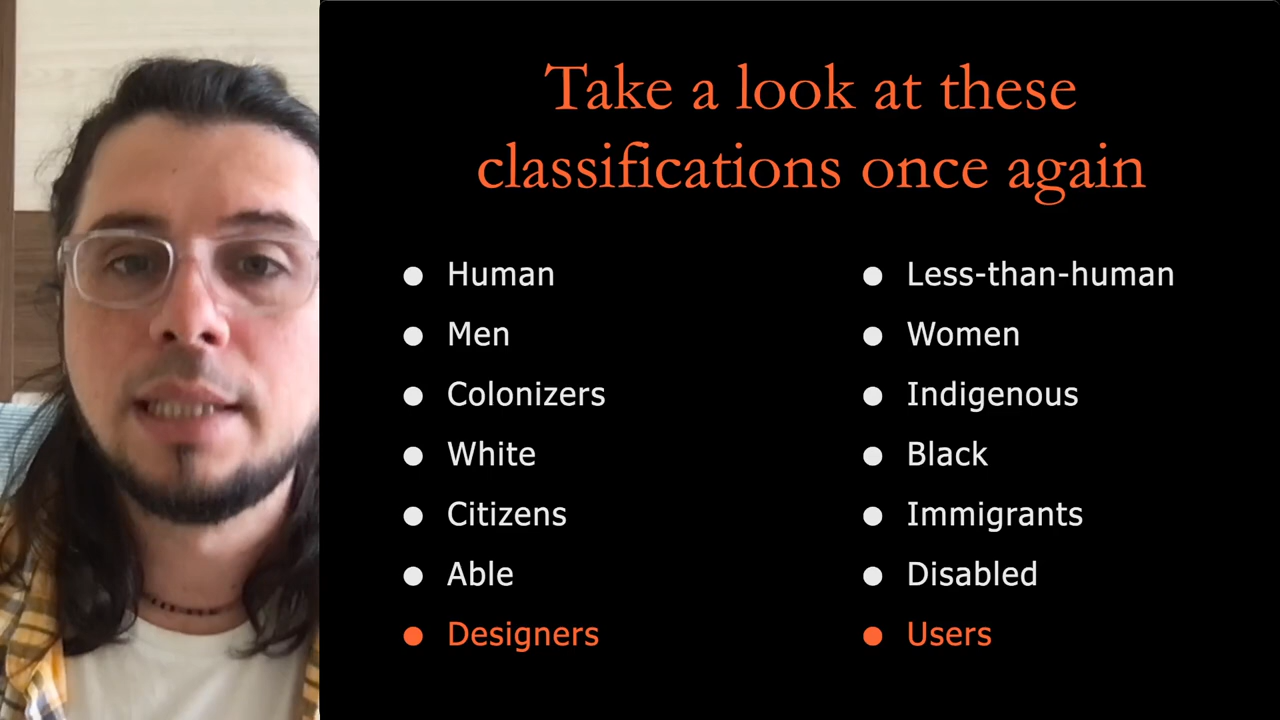 Take a look at these
classifications once again
● Human
● Men
● Colonizers
● White
● Citizens
● Able
● Designers
● Less-than-human
● Women
● Indigenous
● Black
● Immigrants
● Disabled
● Users